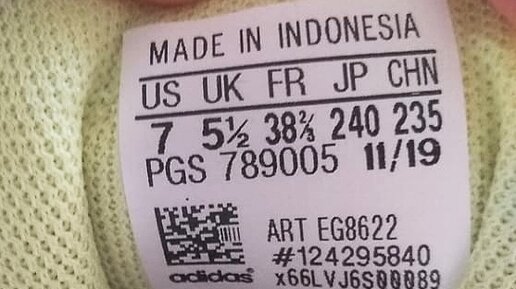 MADE IN INDONESIA
US UK FR JP CHN
7 5½ 38⅔ 240 235
PGS 789005 11/19
ART EG8622
#124295840
adidas x66LVJ6S00089